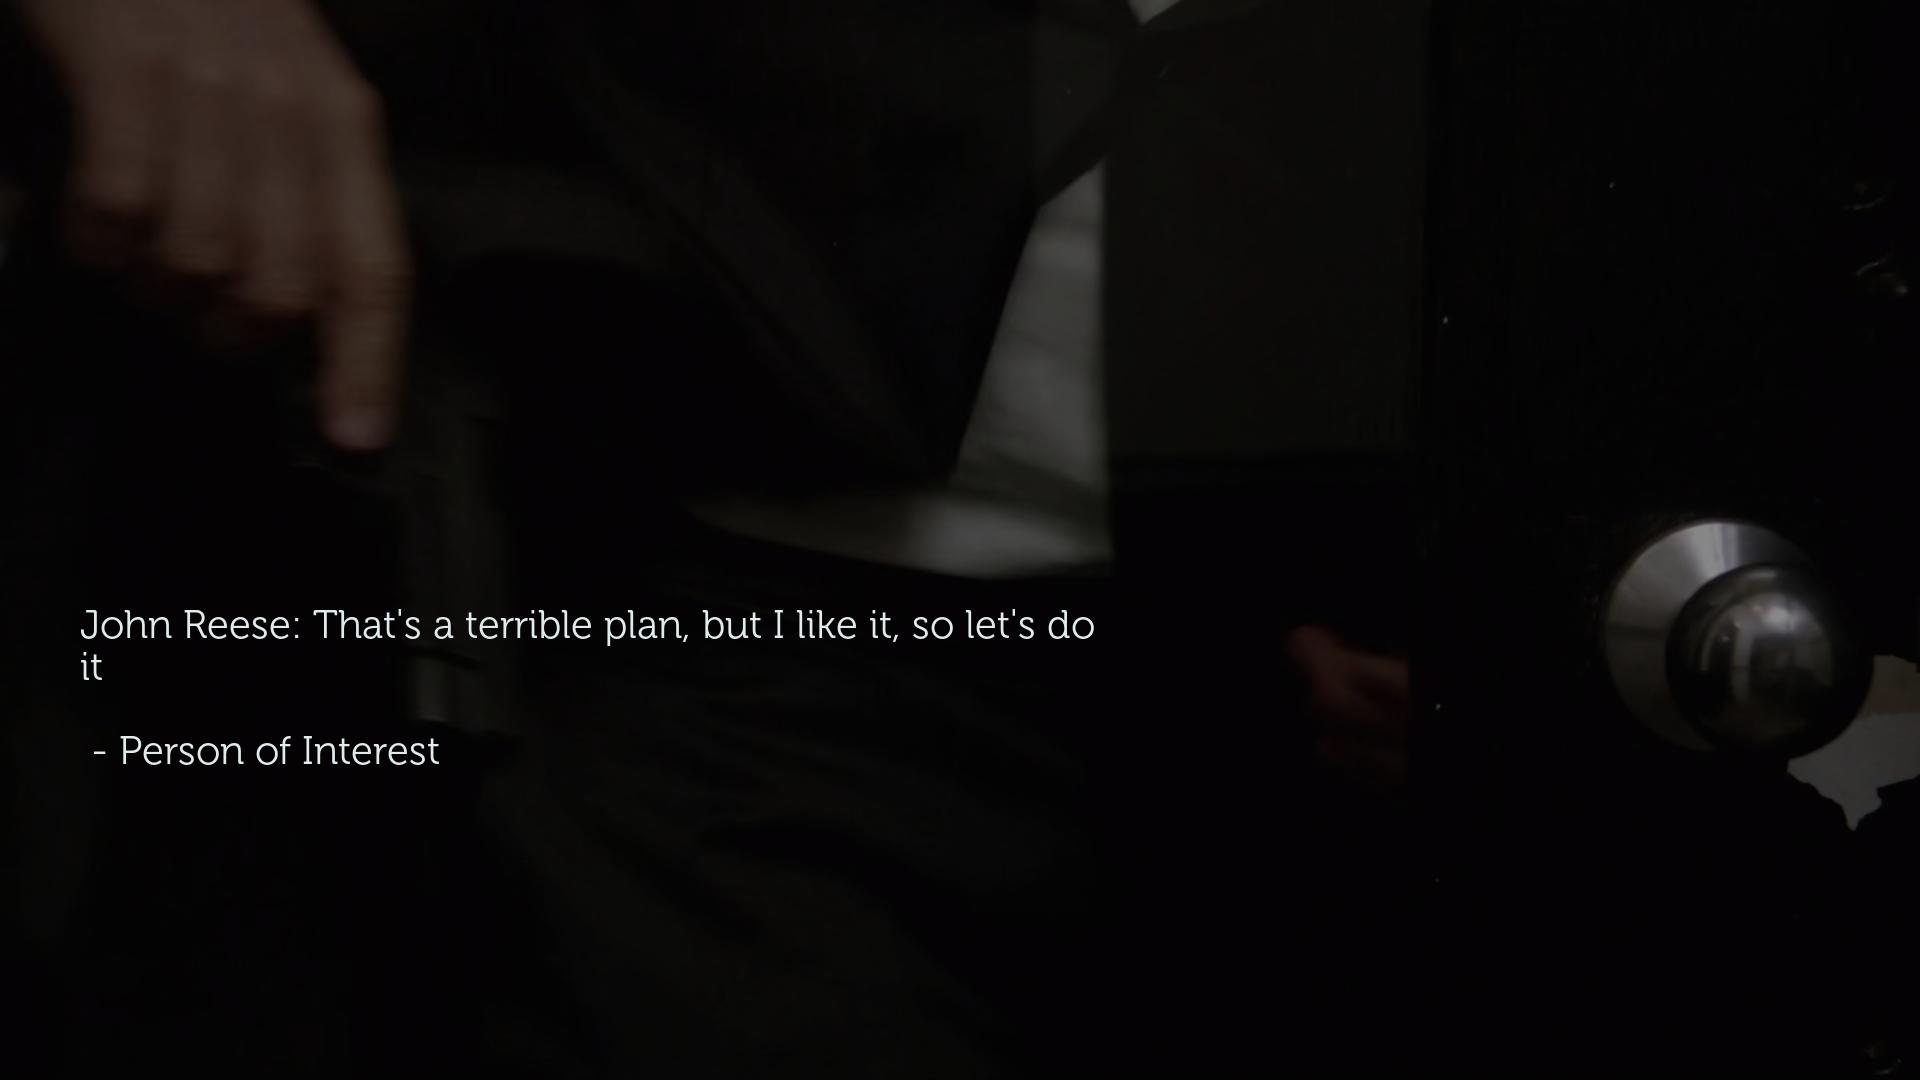 John Reese: That's a terrible plan, but I like it, so let's do
it
- Person of Interest